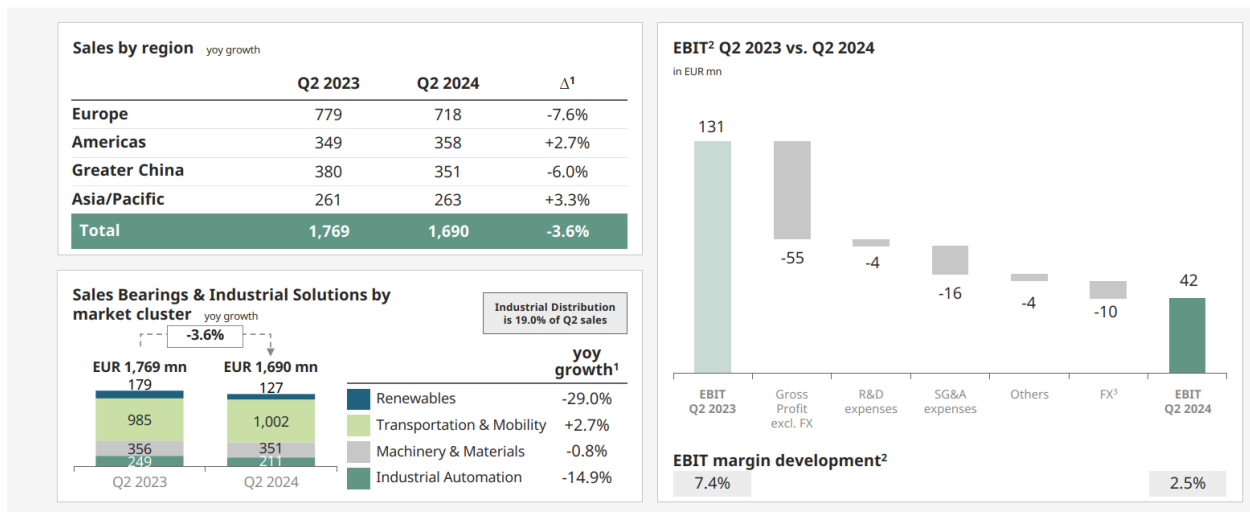 Sales by region yoy growth
Q2 2023 Q2 2024 Δ¹
Europe 779 718 -7.6%
Americas 349 358 +2.7%
Greater China 380 351 -6.0%
Asia/Pacific 261 263 +3.3%
Total 1,769 1,690 -3.6%
Sales Bearings & Industrial Solutions by
market cluster yoy growth
Industrial Distribution
is 19.0% of Q2 sales
-3.6%
EUR 1,769 mn EUR 1,690 mn
yoy
growth¹
179 127
985 1,002
356 351
249 211
Q2 2023 Q2 2024
Renewables -29.0%
Transportation & Mobility +2.7%
Machinery & Materials -0.8%
Industrial Automation -14.9%
EBIT² Q2 2023 vs. Q2 2024
in EUR mn
131
-55
-4
-16
-4
-10
42
EBIT
Q2 2023
Gross
Profit
excl. FX
R&D
expenses
SG&A
expenses
Others
FX³
EBIT
Q2 2024
EBIT margin development²
7.4% 2.5%